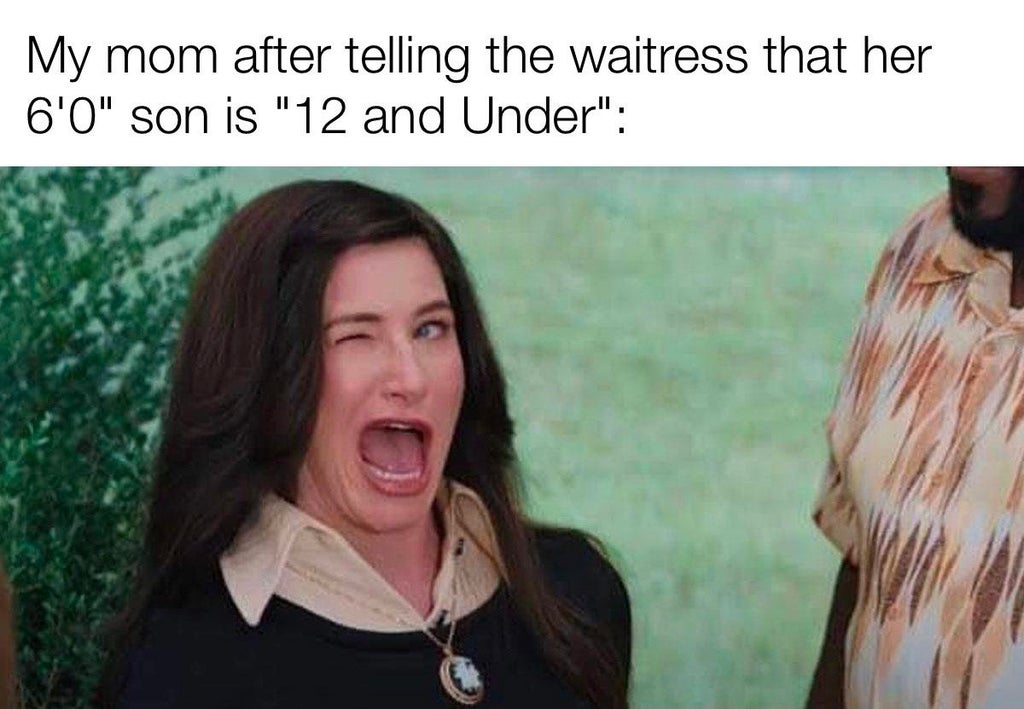 My mom after telling the waitress that her
6'0" son is "12 and Under":